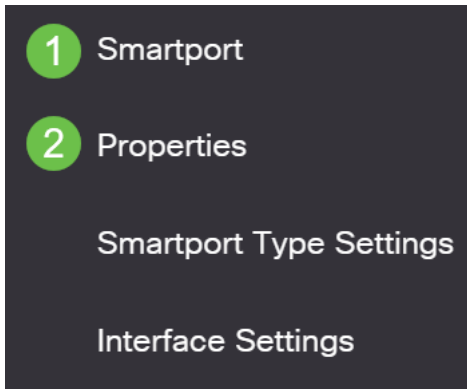 1 Smartport
2 Properties
Smartport Type Settings
Interface Settings